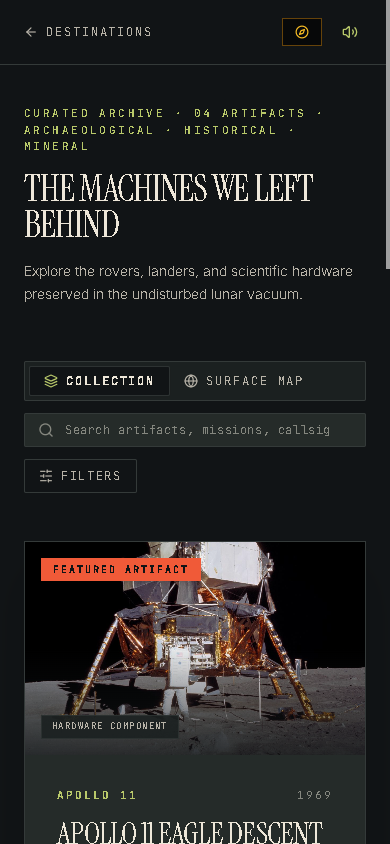 DESTINATIONS
CURATED ARCHIVE · 04 ARTIFACTS ·
ARCHAEOLOGICAL · HISTORICAL ·
MINERAL
THE MACHINES WE LEFT
BEHIND
Explore the rovers, landers, and scientific hardware
preserved in the undisturbed lunar vacuum.
COLLECTION
SURFACE MAP
Search artifacts, missions, callsig
FILTERS
FEATURED ARTIFACT
HARDWARE COMPONENT
APOLLO 11
1969
APOLLO 11 EAGLE DESCENT